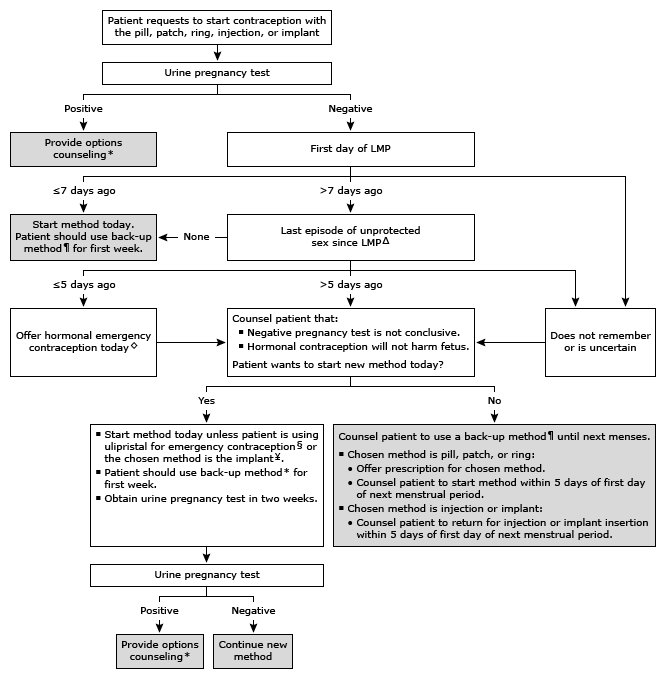 Patient requests to start contraception with
the pill, patch, ring, injection, or implant
Urine pregnancy test
Positive
Negative
Provide options
counseling*
First day of LMP
≤7 days ago
>7 days ago
Start method today.
Patient should use back-up
method¶ for first week.
None
Last episode of unprotected
sex since LMPΔ
≤5 days ago
>5 days ago
Offer hormonal emergency
contraception today◇
Counsel patient that:
▪ Negative pregnancy test is not conclusive.
▪ Hormonal contraception will not harm fetus.
Patient wants to start new method today?
Does not remember
or is uncertain
Yes
No
▪ Start method today unless patient is using
ulipristal for emergency contraception§ or
the chosen method is the implant¥.
▪ Patient should use back-up method* for
first week.
▪ Obtain urine pregnancy test in two weeks.
Counsel patient to use a back-up method¶ until next menses.
▪ Chosen method is pill, patch, or ring:
• Offer prescription for chosen method.
• Counsel patient to start method within 5 days of first day
of next menstrual period.
▪ Chosen method is injection or implant:
• Counsel patient to return for injection or implant insertion
within 5 days of first day of next menstrual period.
Urine pregnancy test
Positive
Negative
Provide options
counseling*
Continue new
method